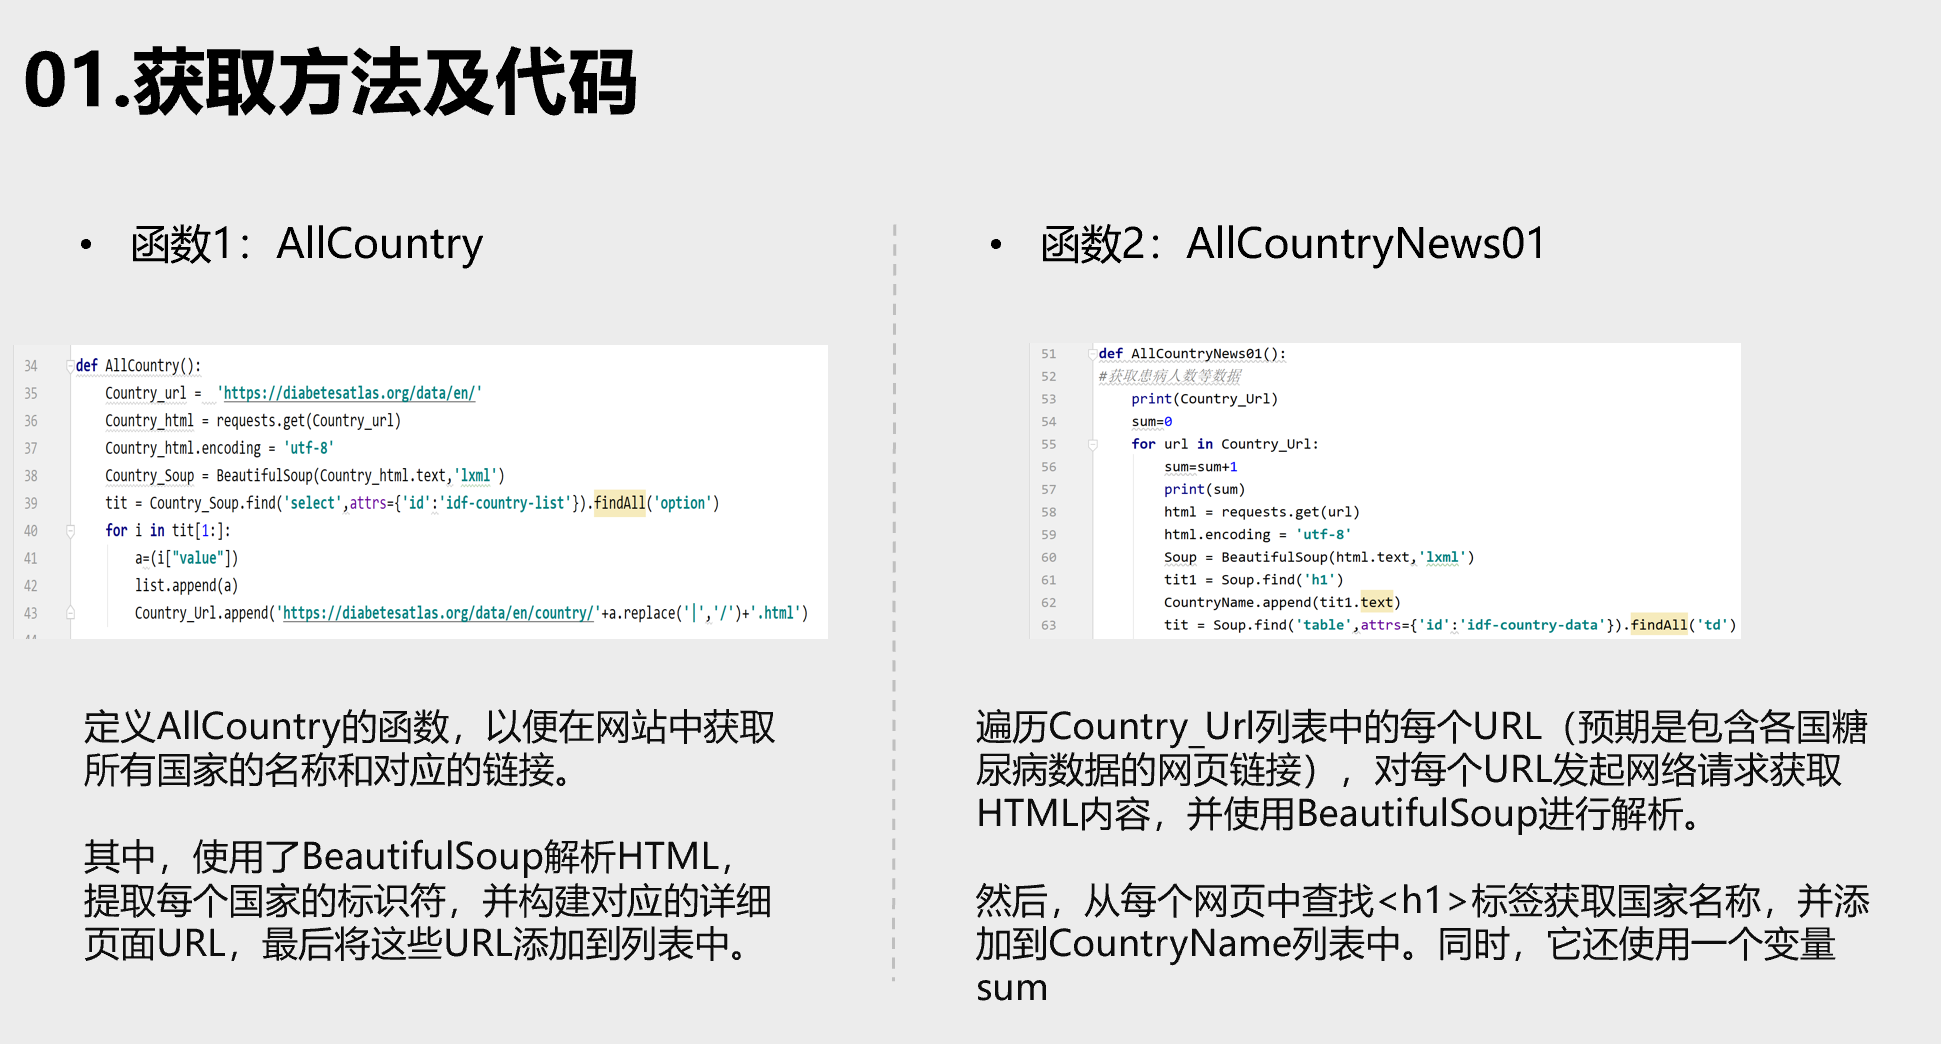 01.获取方法及代码
• 函数1：AllCountry
34 def AllCountry():
35 Country_url = 'https://diabetesatlas.org/data/en/'
36 Country_html = requests.get(Country_url)
37 Country_html.encoding = 'utf-8'
38 Country_Soup = BeautifulSoup(Country_html.text,'lxml')
39 tit = Country_Soup.find('select',attrs={'id':'idf-country-list'}).findAll('option')
40 for i in tit[1:]:
41 a=(i["value"])
42 list.append(a)
43 Country_Url.append('https://diabetesatlas.org/data/en/country/'+a.replace('|','/')+'.html')
定义AllCountry的函数，以便在网站中获取
所有国家的名称和对应的链接。
其中，使用了BeautifulSoup解析HTML，
提取每个国家的标识符，并构建对应的详细
页面URL，最后将这些URL添加到列表中。
• 函数2：AllCountryNews01
51 def AllCountryNews01():
52 #获取患病人数等数据
53 print(Country_Url)
54 sum=0
55 for url in Country_Url:
56 sum=sum+1
57 print(sum)
58 html = requests.get(url)
59 html.encoding = 'utf-8'
60 Soup = BeautifulSoup(html.text,'lxml')
61 tit1 = Soup.find('h1')
62 CountryName.append(tit1.text)
63 tit = Soup.find('table',attrs={'id':'idf-country-data'}).findAll('td')
遍历Country_Url列表中的每个URL（预期是包含各国糖
尿病数据的网页链接），对每个URL发起网络请求获取
HTML内容，并使用BeautifulSoup进行解析。
然后，从每个网页中查找<h1>标签获取国家名称，并添
加到CountryName列表中。同时，它还使用一个变量
sum